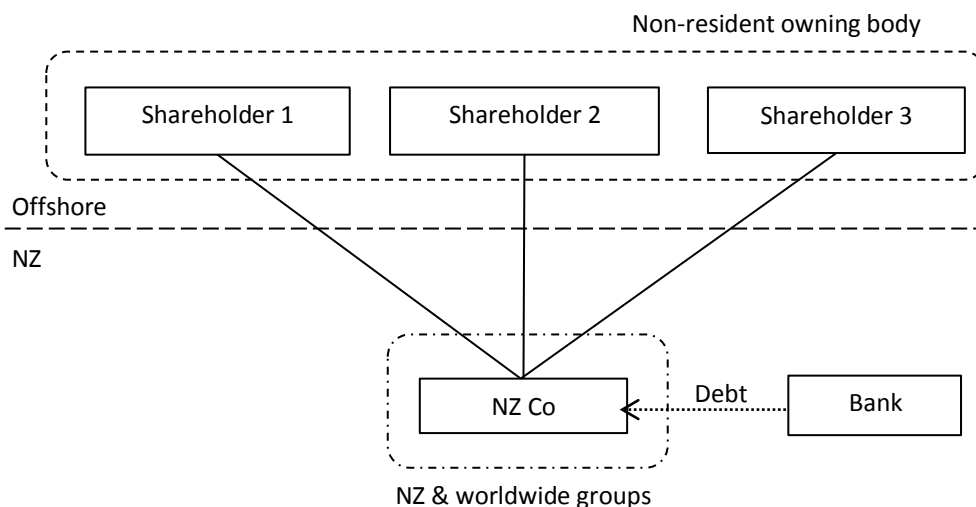 Non-resident owning body
Shareholder 1
Shareholder 2
Shareholder 3
Offshore
NZ
NZ Co
Debt
Bank
NZ & worldwide groups